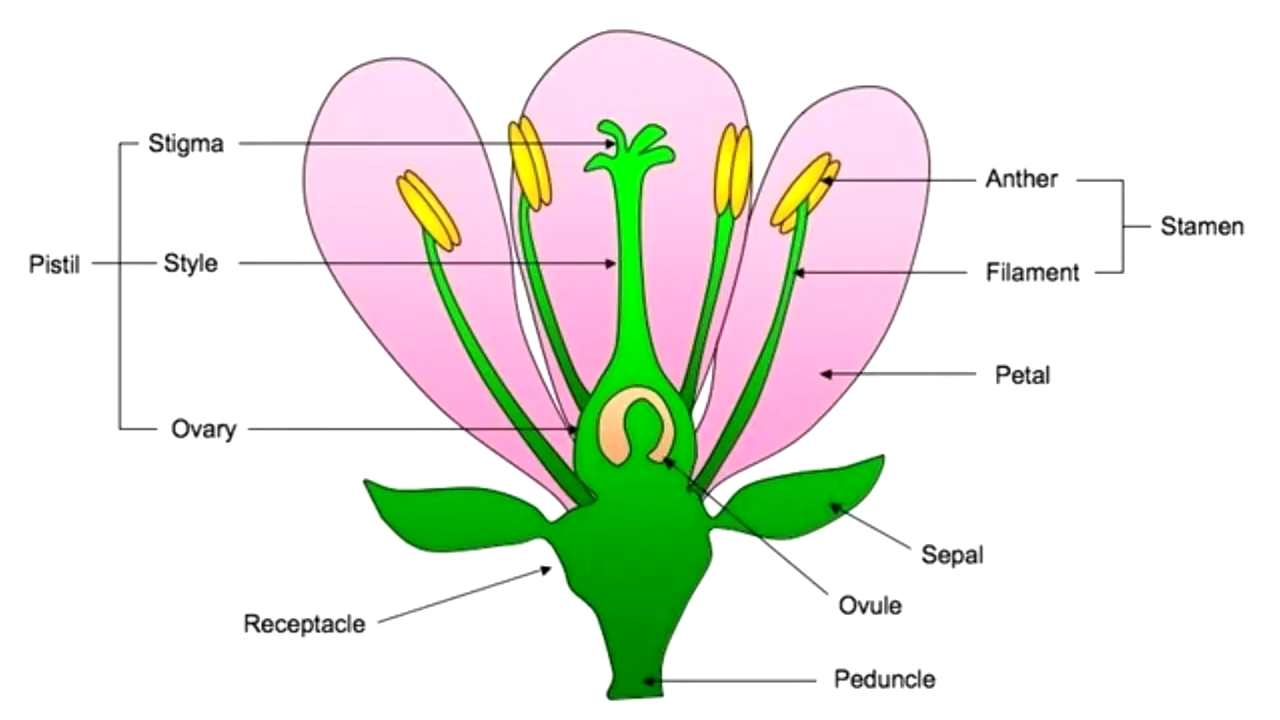 Stigma
Anther
Stamen
Pistil
Style
Filament
Petal
Ovary
Sepal
Ovule
Receptacle
Peduncle